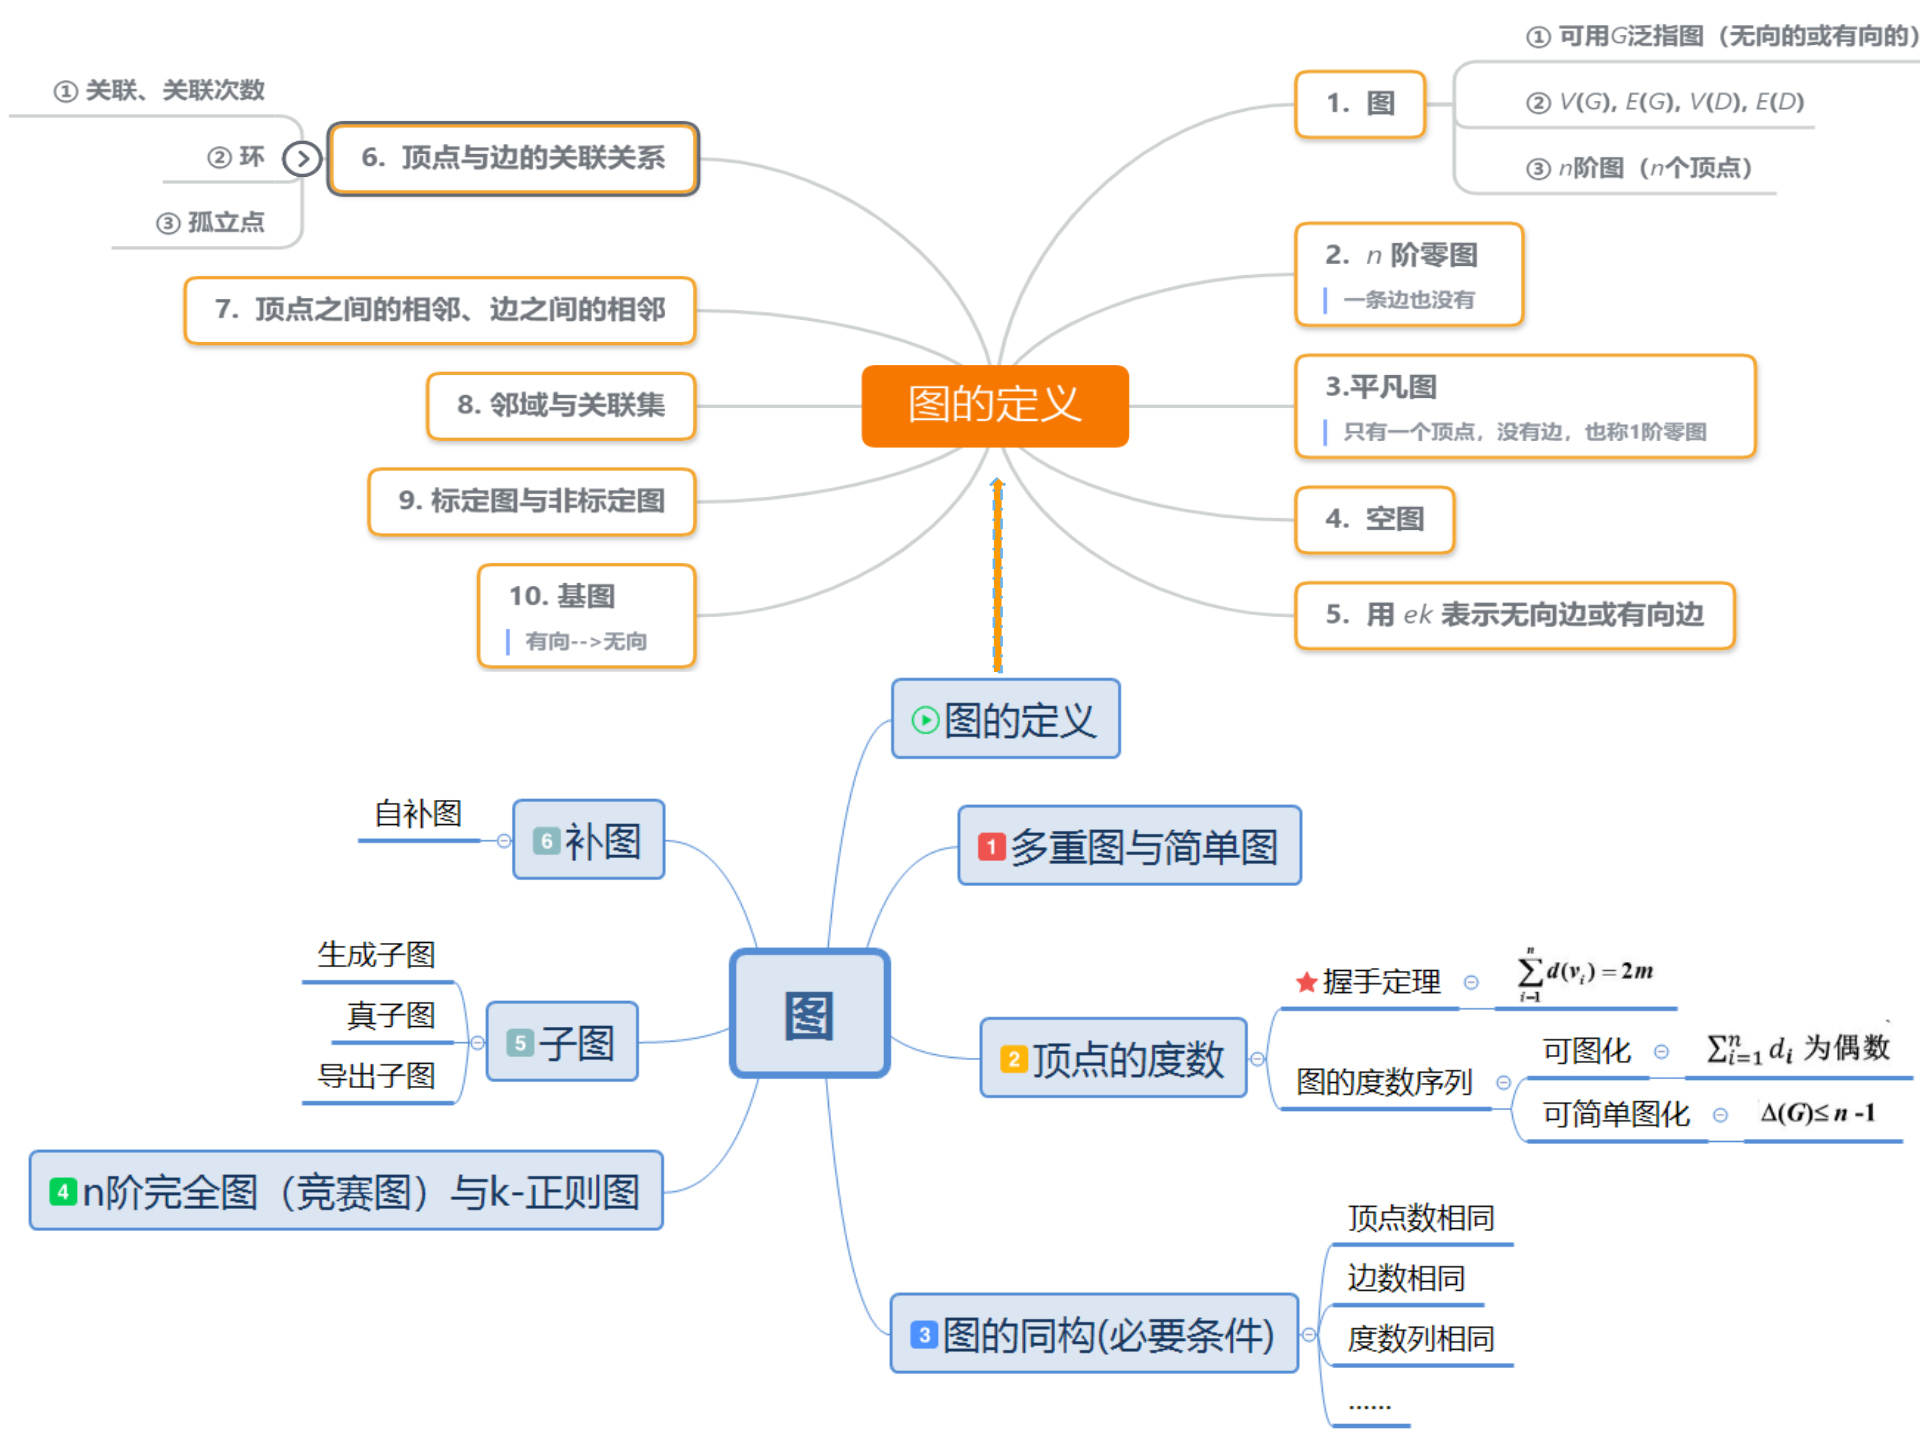 图的定义
1. 图
① 可用G泛指图（无向的或有向的）
② V(G), E(G), V(D), E(D)
③ n阶图（n个顶点）
2. n 阶零图
一条边也没有
3.平凡图
只有一个顶点，没有边，也称1阶零图
4. 空图
5. 用 ek 表示无向边或有向边
6. 顶点与边的关联关系
① 关联、关联次数
② 环
③ 孤立点
7. 顶点之间的相邻、边之间的相邻
8. 邻域与关联集
9. 标定图与非标定图
10. 基图
有向-->无向
图
图的定义
1 多重图与简单图
2 顶点的度数
握手定理
$\sum_{i=1}^{n} d(v_i) = 2m$
图的度数序列
可图化
$\sum_{i=1}^{n} d_i$ 为偶数
可简单图化
Δ(G)≤ n -1
3 图的同构(必要条件)
顶点数相同
边数相同
度数列相同
......
4 n阶完全图（竞赛图）与k-正则图
5 子图
生成子图
真子图
导出子图
6 补图
自补图